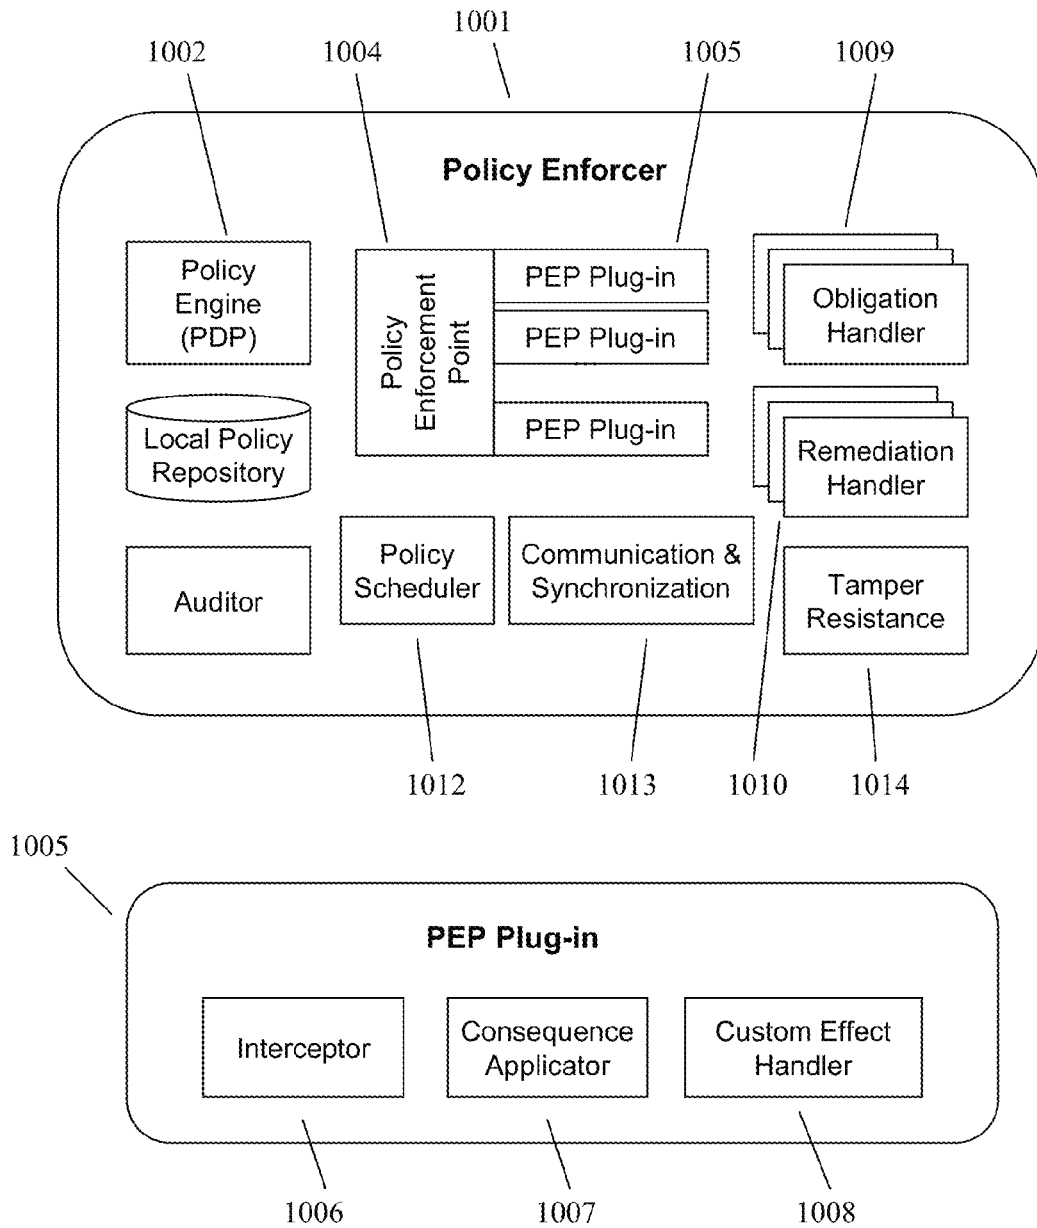 1001
1002
1004
1005
1009
Policy Enforcer
Policy
Engine
(PDP)
Policy
Enforcement
Point
PEP Plug-in
PEP Plug-in
PEP Plug-in
Obligation
Handler
Local Policy
Repository
Remediation
Handler
Auditor
Policy
Scheduler
Communication &
Synchronization
Tamper
Resistance
1012
1013
1010
1014
1005
PEP Plug-in
Interceptor
Consequence
Applicator
Custom Effect
Handler
1006
1007
1008